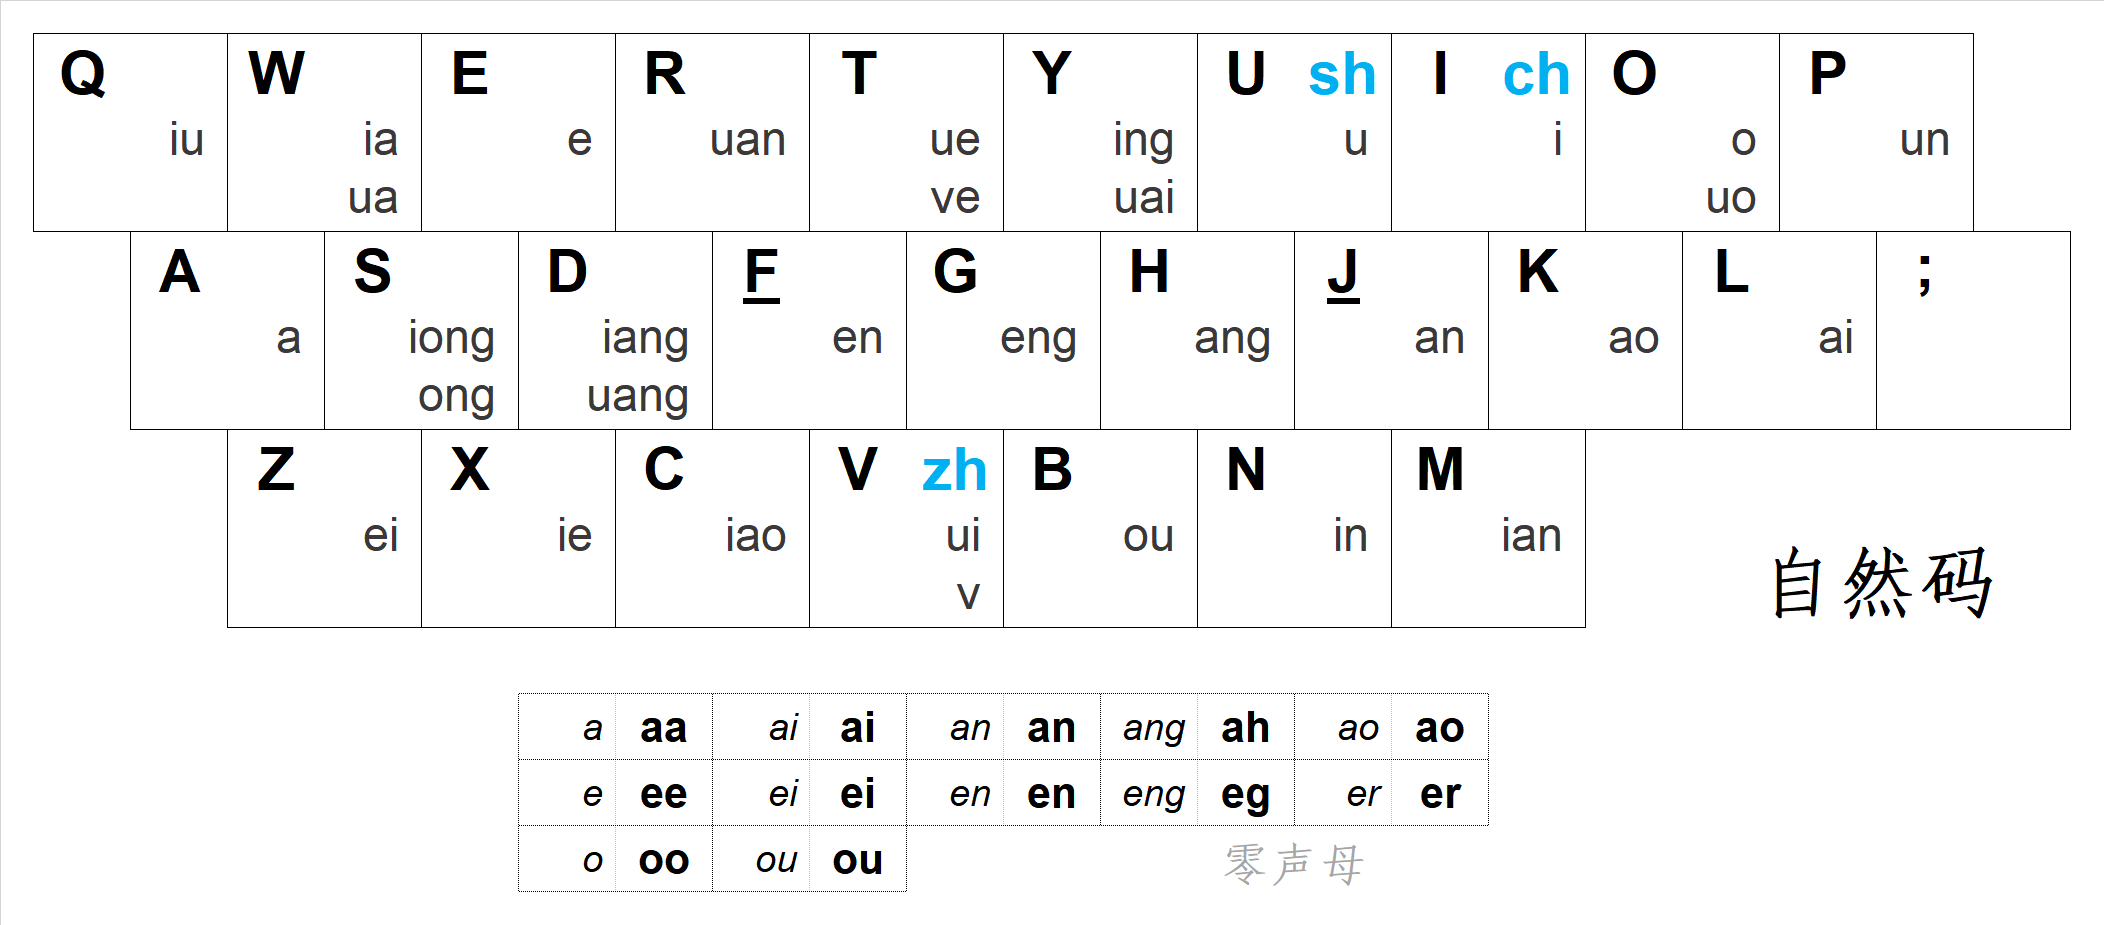 Q W E R T Y U sh I ch O P
iu ia e uan ue ing u i o un
ua ve uai uo
A S D F G H J K L ;
a iong iang en eng ang an ao ai
ong uang
Z X C V zh B N M
ei ie iao ui ou in ian
v
自然码
a aa ai ai an an ang ah ao ao
e ee ei ei en en eng eg er er
o oo ou ou
零声母